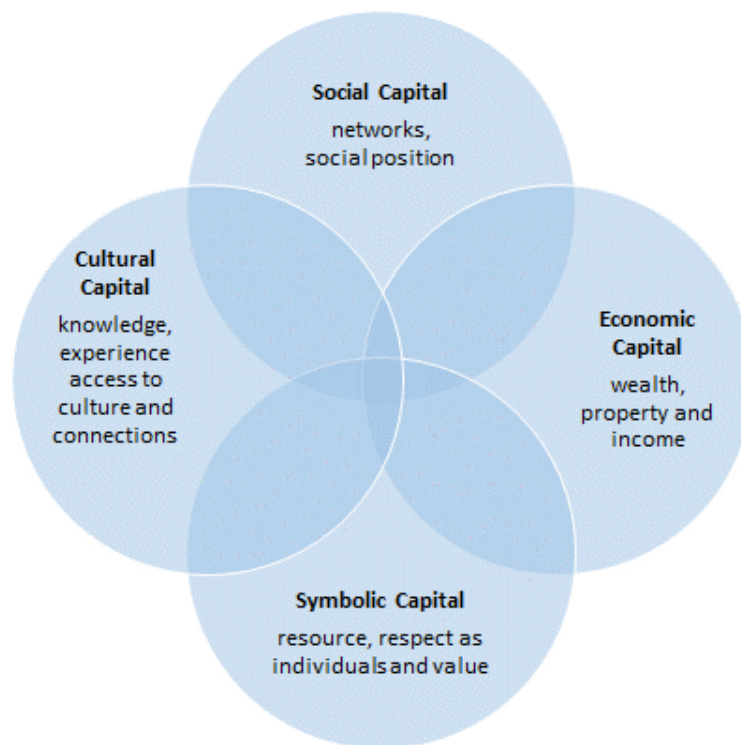 Social Capital
networks,
social position
Cultural
Capital
knowledge,
experience
access to
culture and
connections
Economic
Capital
wealth,
property and
income
Symbolic Capital
resource, respect as
individuals and value